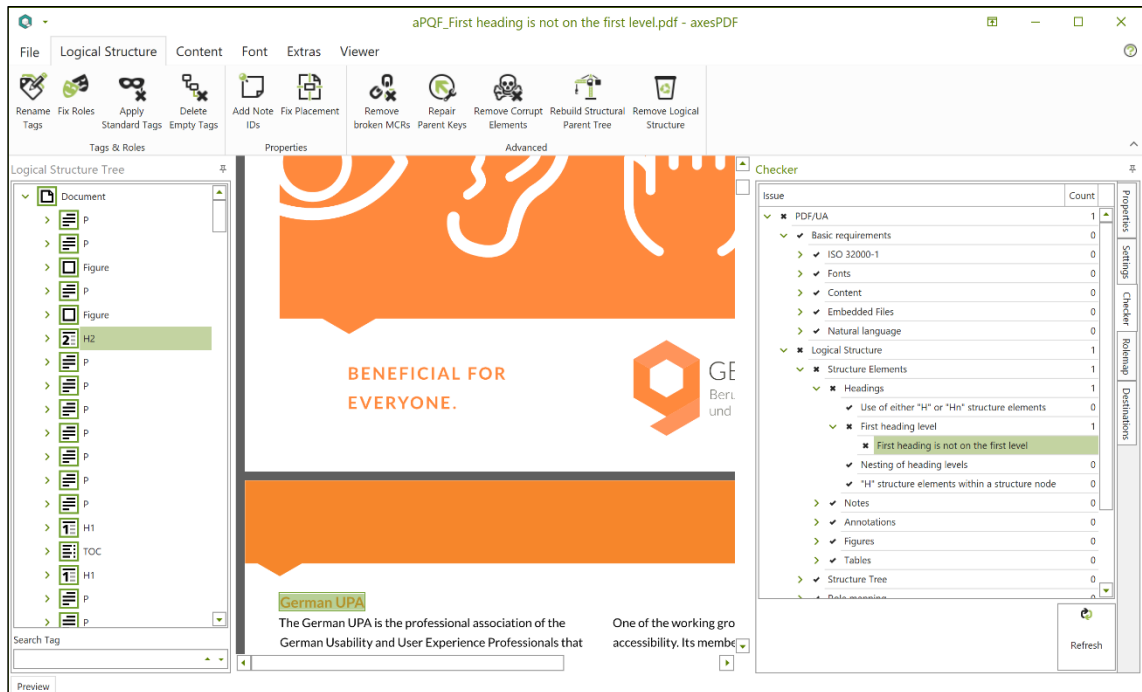 aPQF_First heading is not on the first level.pdf - axesPDF
File Logical Structure Content Font Extras Viewer
Rename Tags
Fix Roles
Apply Standard Tags
Delete Empty Tags
Tags & Roles
Add Note IDs
Fix Placement
Properties
Remove broken MCRs
Repair Parent Keys
Remove Corrupt Elements
Rebuild Structural Parent Tree
Remove Logical Structure
Advanced
Logical Structure Tree
Document
P
P
Figure
P
Figure
2 H2
P
P
P
P
P
P
P
1 H1
TOC
1 H1
P
P
Search Tag
Preview
BENEFICIAL FOR
EVERYONE.
GE
Beru
und
German UPA
The German UPA is the professional association of the
German Usability and User Experience Professionals that
One of the working gro
accessibility. Its membe
Checker
Issue Count
PDF/UA 1
Basic requirements 0
ISO 32000-1 0
Fonts 0
Content 0
Embedded Files 0
Natural language 0
Logical Structure 1
Structure Elements 1
Headings 1
Use of either "H" or "Hn" structure elements 0
First heading level 1
First heading is not on the first level
Nesting of heading levels 0
"H" structure elements within a structure node 0
Notes 0
Annotations 0
Figures 0
Tables 0
Structure Tree 0
Role mapping 0
Refresh
Properties
Settings
Checker
Rolemap
Destinations